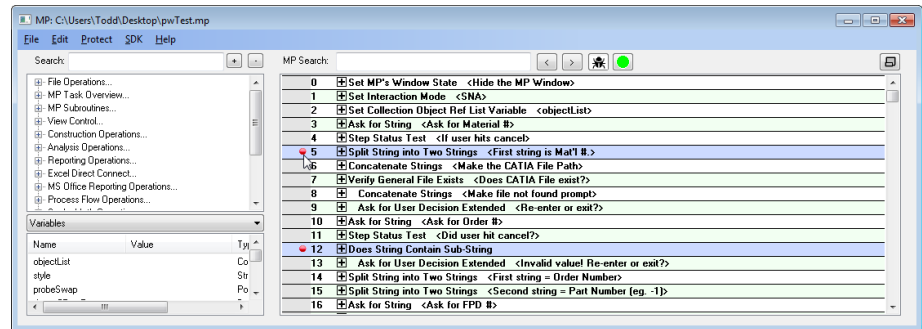 MP: C:\Users\Todd\Desktop\pwTest.mp
File Edit Protect SDK Help
Search: + -
File Operations...
MP Task Overview...
MP Subroutines...
View Control...
Construction Operations...
Analysis Operations...
Reporting Operations...
Excel Direct Connect...
MS Office Reporting Operations...
Process Flow Operations...
Variables
Name Value Typ
objectList Co
style Str
probeSwap Po
MP Search: < >
0 Set MP's Window State <Hide the MP Window>
1 Set Interaction Mode <SNA>
2 Set Collection Object Ref List Variable <objectList>
3 Ask for String <Ask for Material #>
4 Step Status Test <If user hits cancel>
5 Split String into Two Strings <First string is Mat'l #.>
6 Concatenate Strings <Make the CATIA File Path>
7 Verify General File Exists <Does CATIA File exist?>
8 Concatenate Strings <Make file not found prompt>
9 Ask for User Decision Extended <Re-enter or exit?>
10 Ask for String <Ask for Order #>
11 Step Status Test <Did user hit cancel?>
12 Does String Contain Sub-String
13 Ask for User Decision Extended <Invalid value! Re-enter or exit?>
14 Split String into Two Strings <First string = Order Number>
15 Split String into Two Strings <Second string = Part Number (eg. -1)>
16 Ask for String <Ask for FPD #>